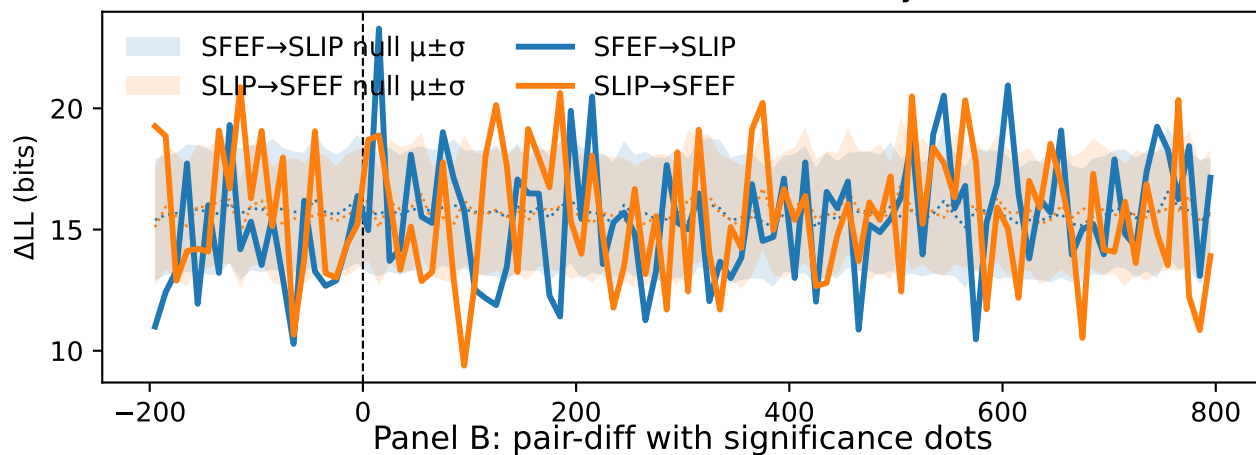 SFEF→SLIP null μ±σ
SLIP→SFEF null μ±σ
SFEF→SLIP
SLIP→SFEF
ΔLL (bits)
20
15
10
−200 0 200 400 600 800
Panel B: pair-diff with significance dots